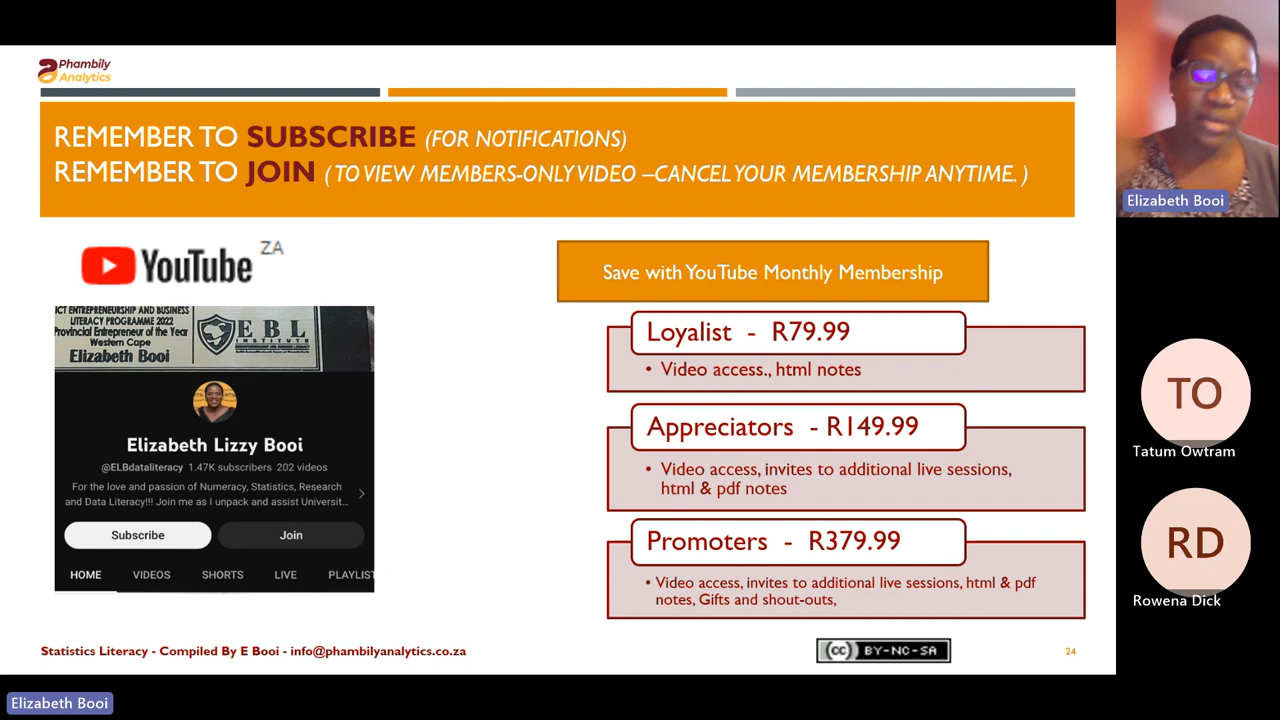 Phambily
Analytics
REMEMBER TO SUBSCRIBE (FOR NOTIFICATIONS)
REMEMBER TO JOIN ( TO VIEW MEMBERS-ONLY VIDEO –CANCEL YOUR MEMBERSHIP ANYTIME. )
YouTube ZA
ICT ENTREPRENEURSHIP AND BUSINESS
LITERACY PROGRAMME 2022
Provincial Entrepreneur of the Year
Western Cape
Elizabeth Booi
EBL
INSTITUTE
Elizabeth Lizzy Booi
@ELBdataliteracy 1.47K subscribers 202 videos
For the love and passion of Numeracy, Statistics, Research
and Data Literacy!!! Join me as I unpack and assist Universit...
Subscribe
Join
HOME VIDEOS SHORTS LIVE PLAYLIST
Save with YouTube Monthly Membership
Loyalist - R79.99
• Video access., html notes
Appreciators - R149.99
• Video access, invites to additional live sessions,
html & pdf notes
Promoters - R379.99
• Video access, invites to additional live sessions, html & pdf
notes, Gifts and shout-outs,
Statistics Literacy - Compiled By E Booi - info@phambilyanalytics.co.za
cc BY-NC-SA
24
Elizabeth Booi
TO
Tatum Owtram
RD
Rowena Dick
Elizabeth Booi